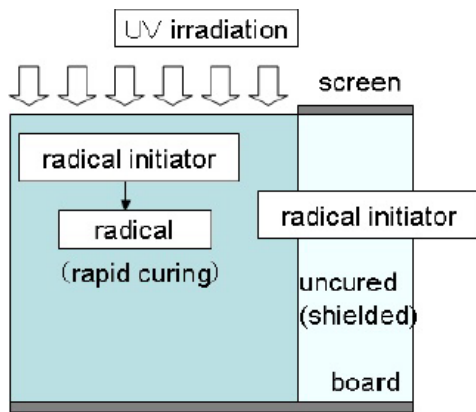 UV irradiation
screen
radical initiator
radical
(rapid curing)
radical initiator
uncured
(shielded)
board